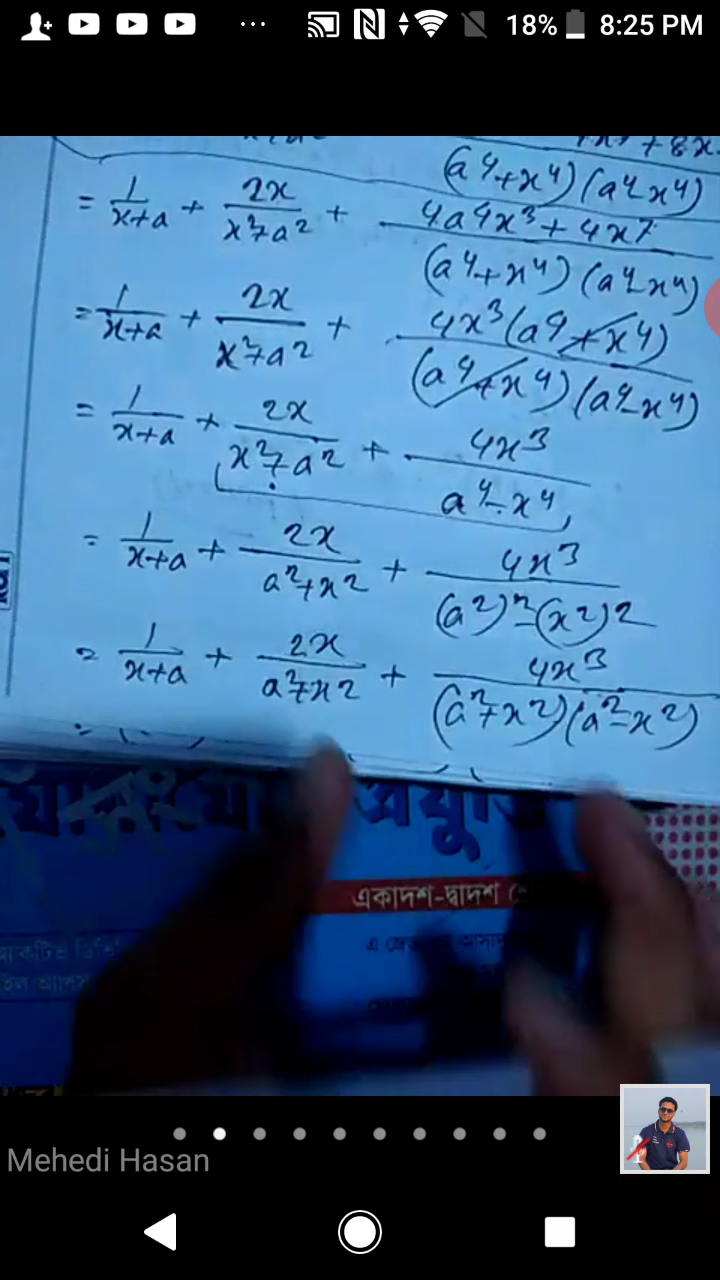 ... 18% 8:25 PM
(a⁴+x⁴)(a⁴-x⁴)
= 1/(x+a) + 2x/(x²+a²) + (4a⁴x³+4x⁷)/((a⁴+x⁴)(a⁴-x⁴))
= 1/(x+a) + 2x/(x²+a²) + 4x³(a⁴+x⁴)/((a⁴+x⁴)(a⁴-x⁴))
= 1/(x+a) + 2x/(x²+a²) + 4x³/(a⁴-x⁴)
= 1/(x+a) + 2x/(a²+x²) + 4x³/((a²)²-(x²)²)
= 1/(x+a) + 2x/(a²+x²) + 4x³/((a²+x²)(a²-x²))
একাদশ-দ্বাদশ
Mehedi Hasan